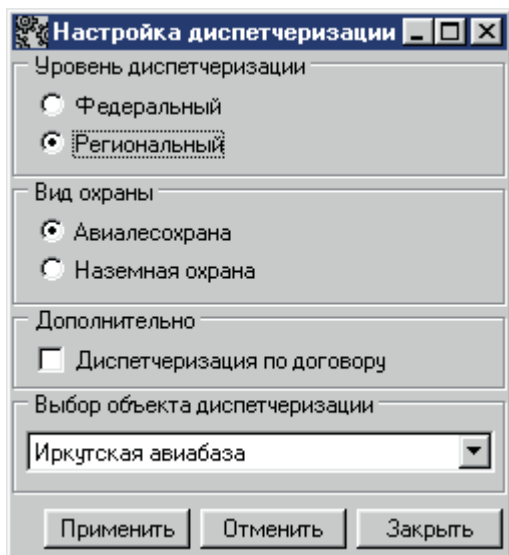 Настройка диспетчеризации
Уровень диспетчеризации
Федеральный
Региональный
Вид охраны
Авиалесохрана
Наземная охрана
Дополнительно
Диспетчеризация по договору
Выбор объекта диспетчеризации
Иркутская авиабаза
Применить Отменить Закрыть